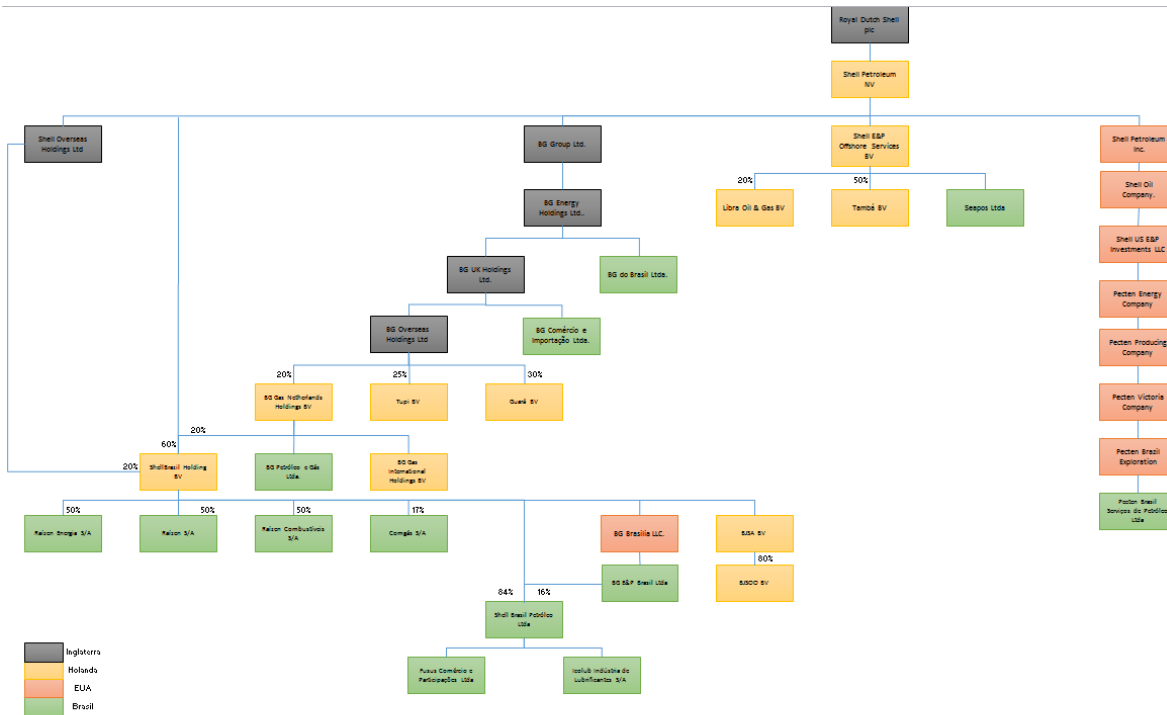 Royal Dutch Shell
plc
Shell Petroleum
NV
Shell Overseas
Holdings Ltd
BG Group Ltd.
Shell E&P
Offshore Services
BV
Shell Petroleum
Inc.
20%
50%
Libra Oil & Gas BV
Tambá BV
Seapos Ltda
Shell Oil
Company.
BG Energy
Holdings Ltd..
Shell US E&P
Investments LLC
BG UK Holdings
Ltd.
BG do Brasil Ltda.
Pecten Energy
Company
BG Overseas
Holdings Ltd
BG Comércio e
Importação Ltda.
Pecten Producing
Company
20%
25%
30%
BG Gas Netherlands
Holdings BV
Tupi BV
Guará BV
Pecten Victoria
Company
20%
60%
20%
Shell Brasil Holding
BV
BG Petróleo e Gás
Ltda.
BG Gas
International
Holdings BV
Pecten Brazil
Exploration
50%
50%
50%
17%
Raízen Energia S/A
Raízen S/A
Raízen Combustíveis
S/A
Comgás S/A
BG Brasilia LLC.
BJSA BV
Pecten Brasil
Serviços de Petróleo
Ltda
80%
BG E&P Brasil Ltda
BJSOO BV
84%
16%
Shell Brasil Petróleo
Ltda
Fusus Comércio e
Participações Ltda
Icolub Indústria de
Lubrificantes S/A
Inglaterra
Holanda
EUA
Brasil